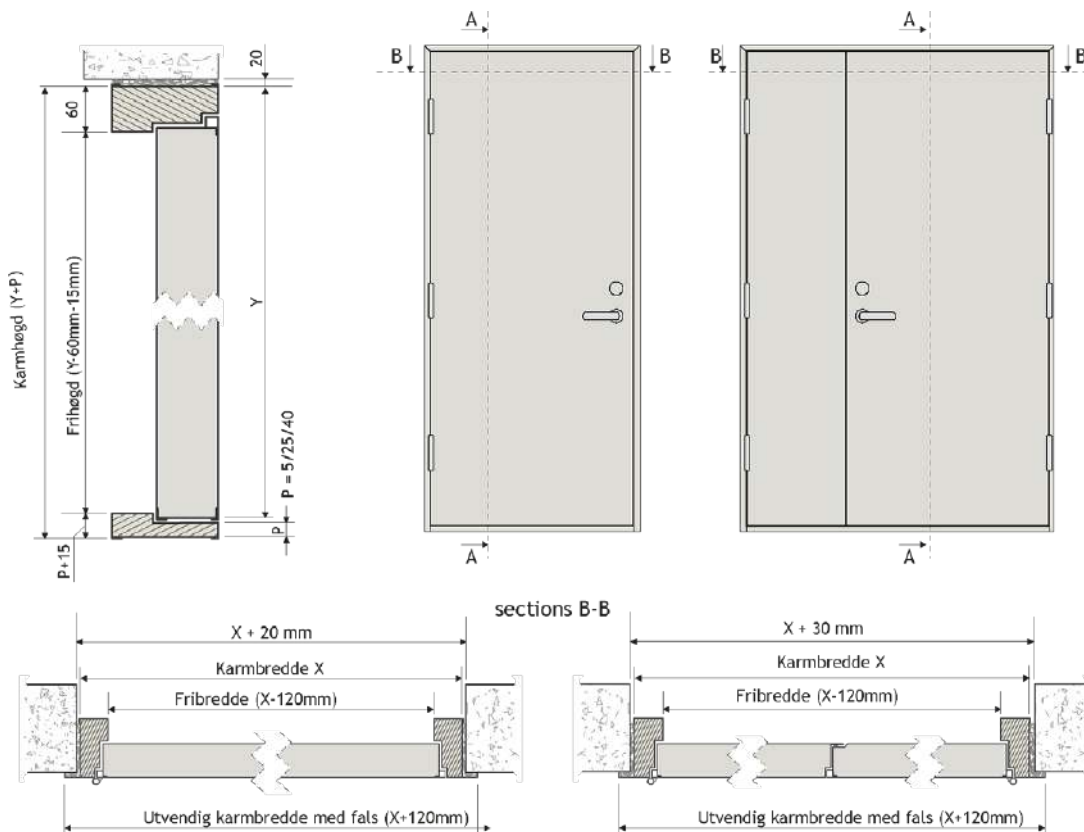 20
60
Karmhøgd (Y+P)
Frihøgd (Y-60mm-15mm)
Y
P = 5/25/40
P
P+15
A
B
B
A
A
B
B
A
sections B-B
X + 20 mm
Karmbredde X
Fribredde (X-120mm)
Utvendig karmbredde med fals (X+120mm)
X + 30 mm
Karmbredde X
Fribredde (X-120mm)
Utvendig karmbredde med fals (X+120mm)